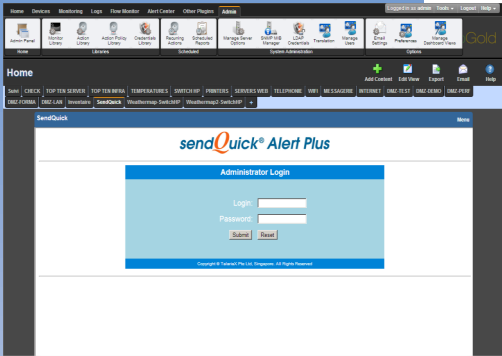 Home Devices Monitoring Logs Flow Monitor Alert Center Other Plugins Admin Logged in as admin Tools Logout Help
Admin Panel Monitor Library Action Library Action Policy Library Credentials Library Recurring Actions Scheduled Reports Manage Server Options SNMP MIB Manager LDAP Credentials Translation Manage Users Email Settings Preferences Manage Dashboard Views Gold
Home Libraries Scheduled System Administration Options
Home
Add Content Edit View Export Email Help
Suivi CHECK TOP TEN SERVER TOP TEN INFRA TEMPERATURES SWITCH HP PRINTERS SERVERS WEB TELEPHONE WIFI MESSAGERIE INTERNET DMZ-TEST DMZ-DEMO DMZ-PERF
DMZ-FORMA DMZ-LAN Inventaire SendQuick Weathermap-SwitchHP Weathermap2-SwitchHP +
SendQuick Menu
sendQuick® Alert Plus
Administrator Login
Login:
Password:
Submit Reset
Copyright © TalariaX Pte Ltd, Singapore. All Rights Reserved